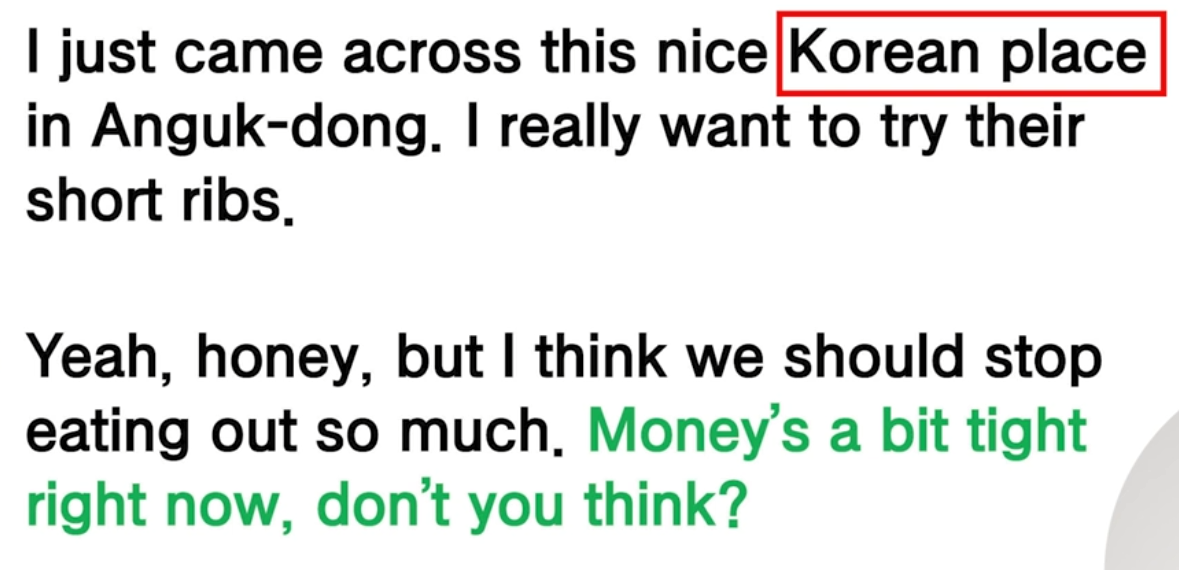 I just came across this nice Korean place
in Anguk-dong. I really want to try their
short ribs.
Yeah, honey, but I think we should stop
eating out so much. Money's a bit tight
right now, don't you think?